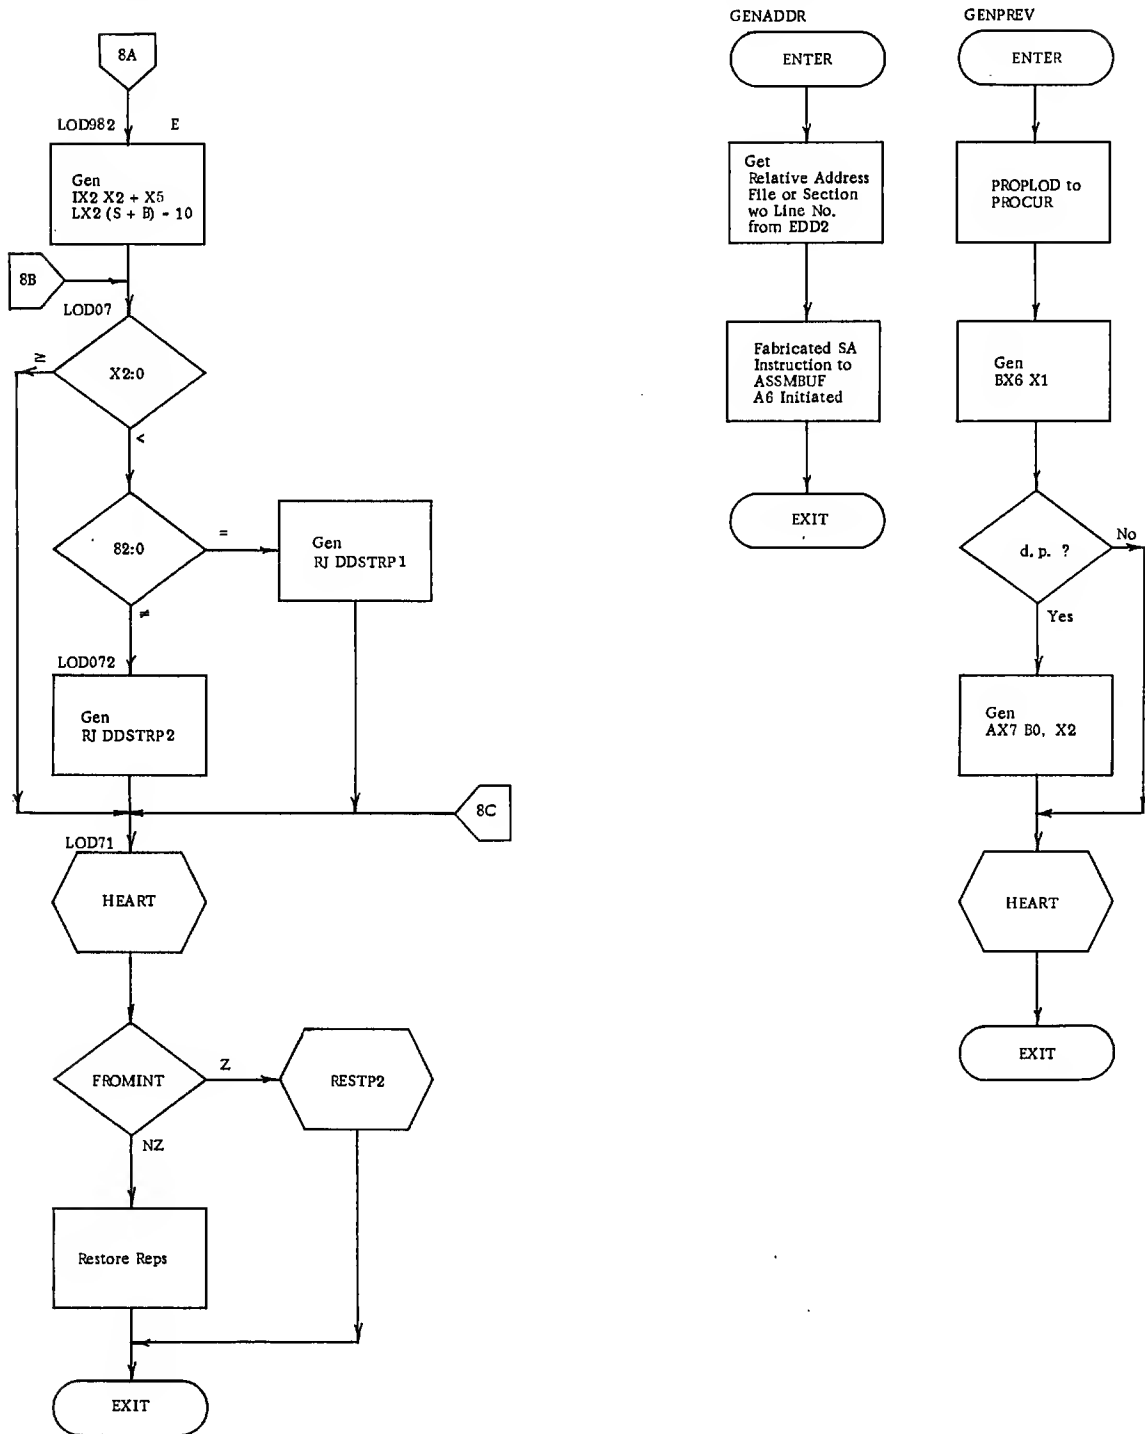 8A
LOD982 E
Gen
IX2 X2 + X5
LX2 (S + B) - 10
8B
LOD07
X2:0
≥
<
82:0
=
Gen
RJ DDSTRP1
≠
LOD072
Gen
RJ DDSTRP2
8C
LOD71
HEART
FROMINT
Z
RESTP2
NZ
Restore Reps
EXIT
GENADDR
ENTER
Get
Relative Address
File or Section
wo Line No.
from EDD2
Fabricated SA
Instruction to
ASSMBUF
A6 Initiated
EXIT
GENPREV
ENTER
PROPLOD to
PROCUR
Gen
BX6 X1
d.p. ?
No
Yes
Gen
AX7 B0, X2
HEART
EXIT